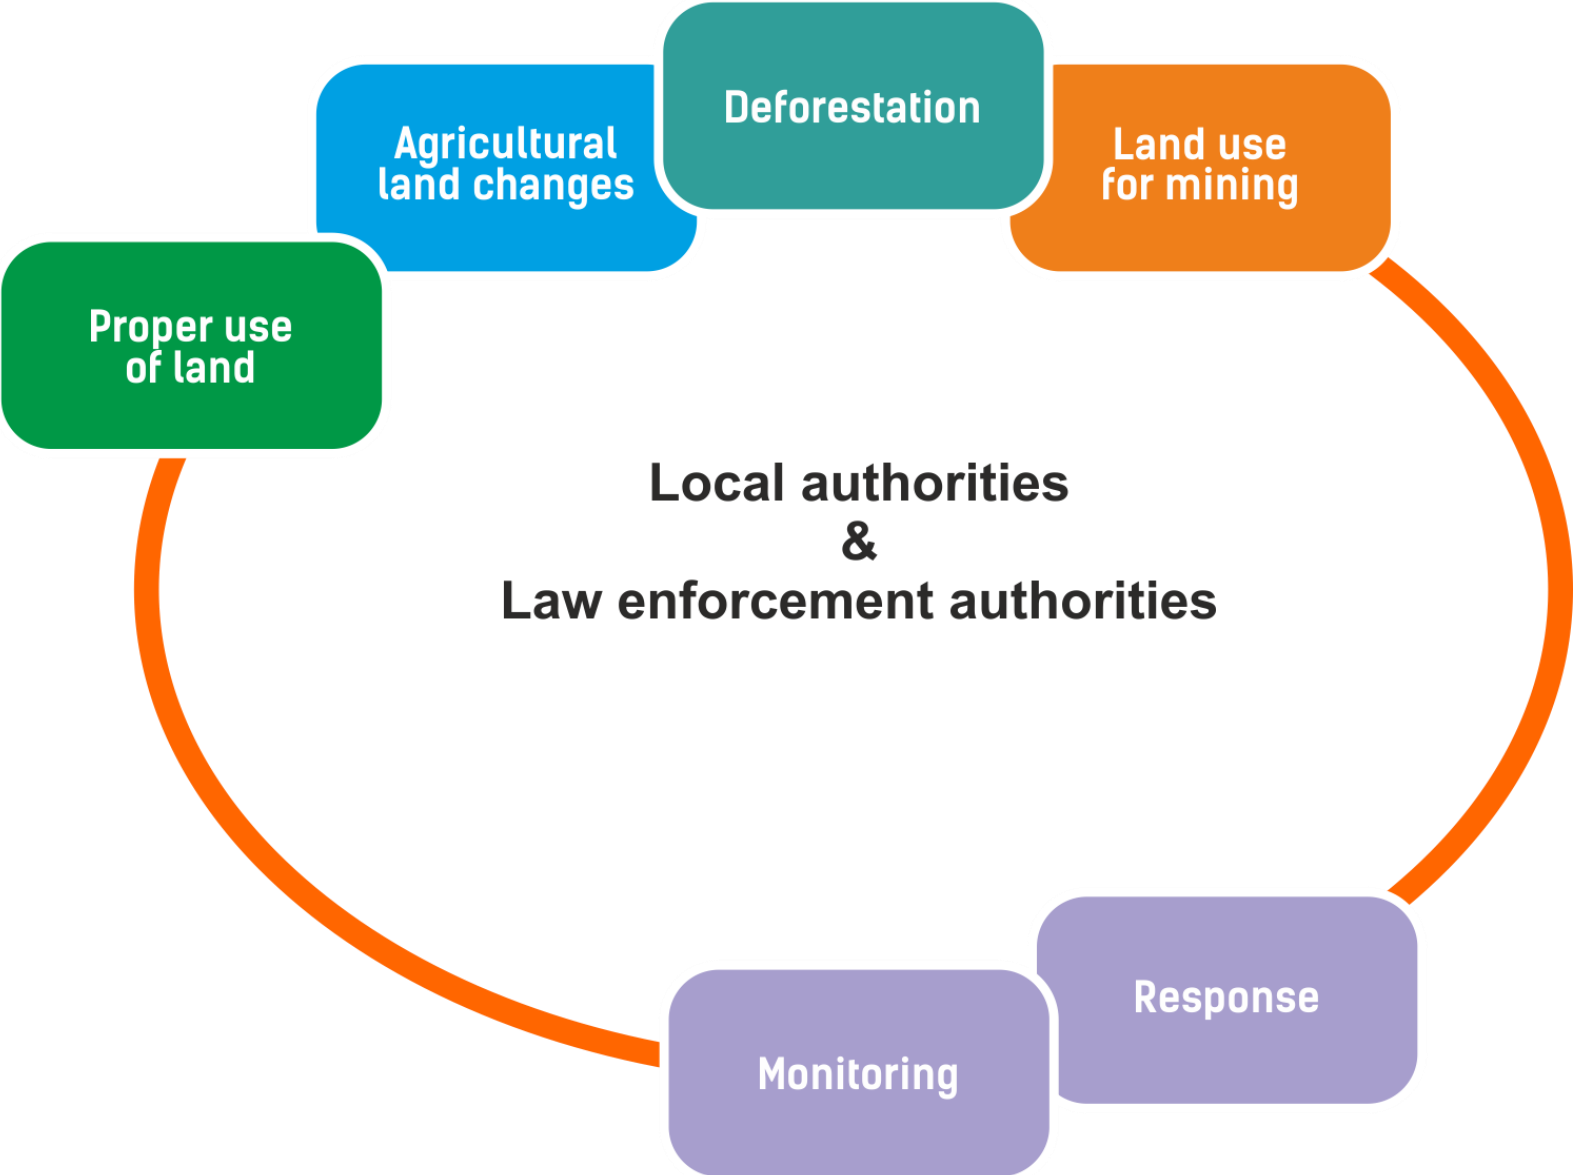 Deforestation
Agricultural
land changes
Land use
for mining
Proper use
of land
Local authorities
&
Law enforcement authorities
Response
Monitoring